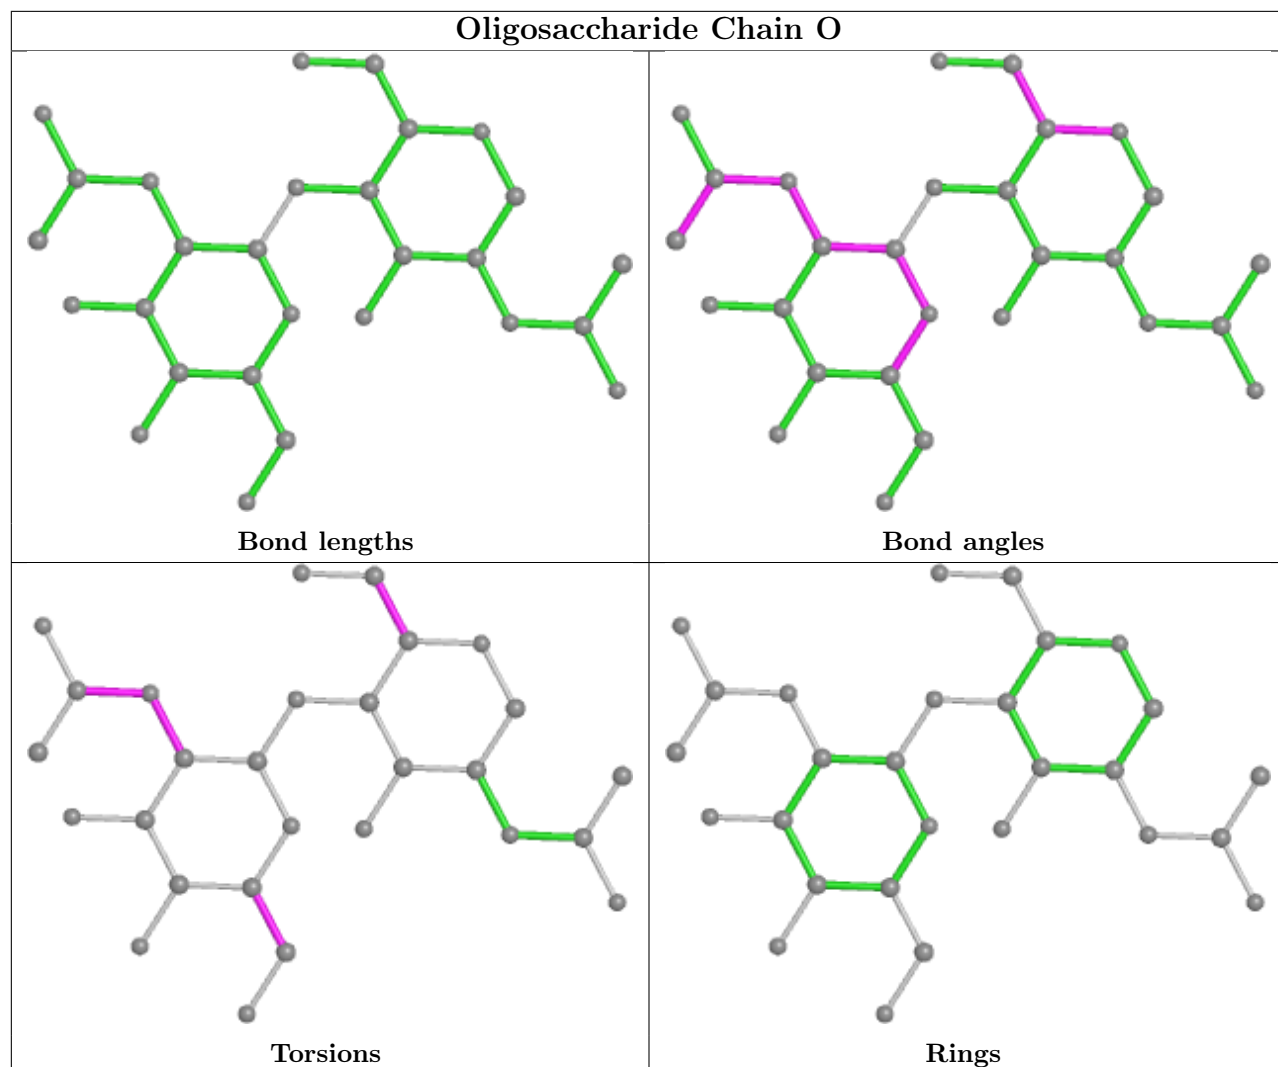 Oligosaccharide Chain O
Bond lengths
Bond angles
Torsions
Rings